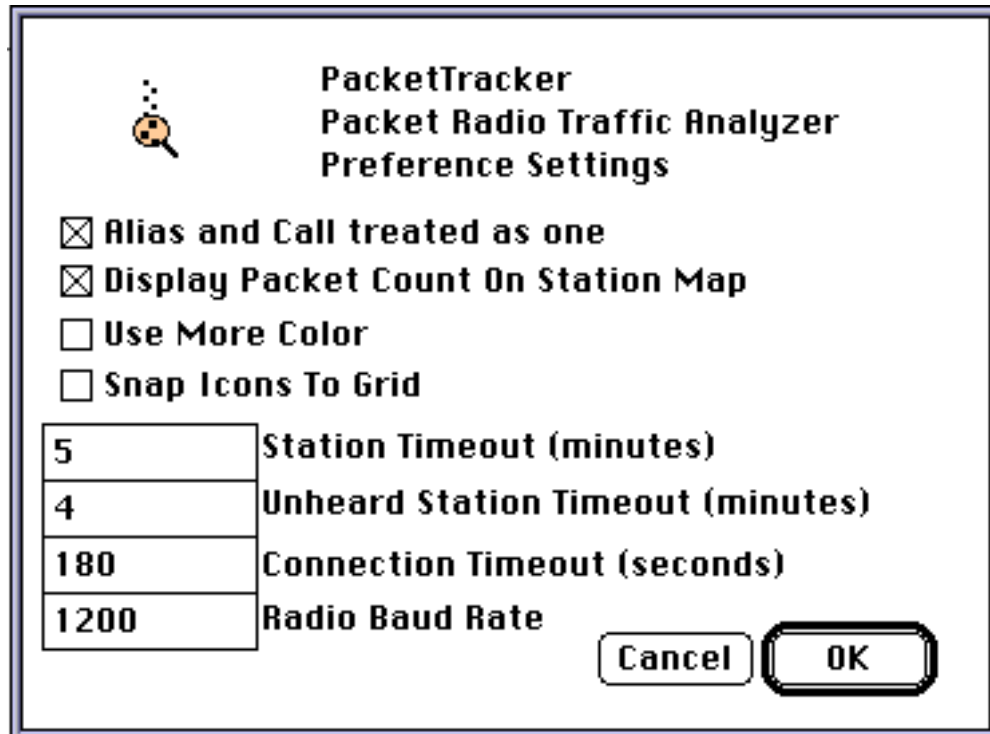 PacketTracker
Packet Radio Traffic Analyzer
Preference Settings
Alias and Call treated as one
Display Packet Count On Station Map
Use More Color
Snap Icons To Grid
5 Station Timeout (minutes)
4 Unheard Station Timeout (minutes)
180 Connection Timeout (seconds)
1200 Radio Baud Rate
Cancel OK